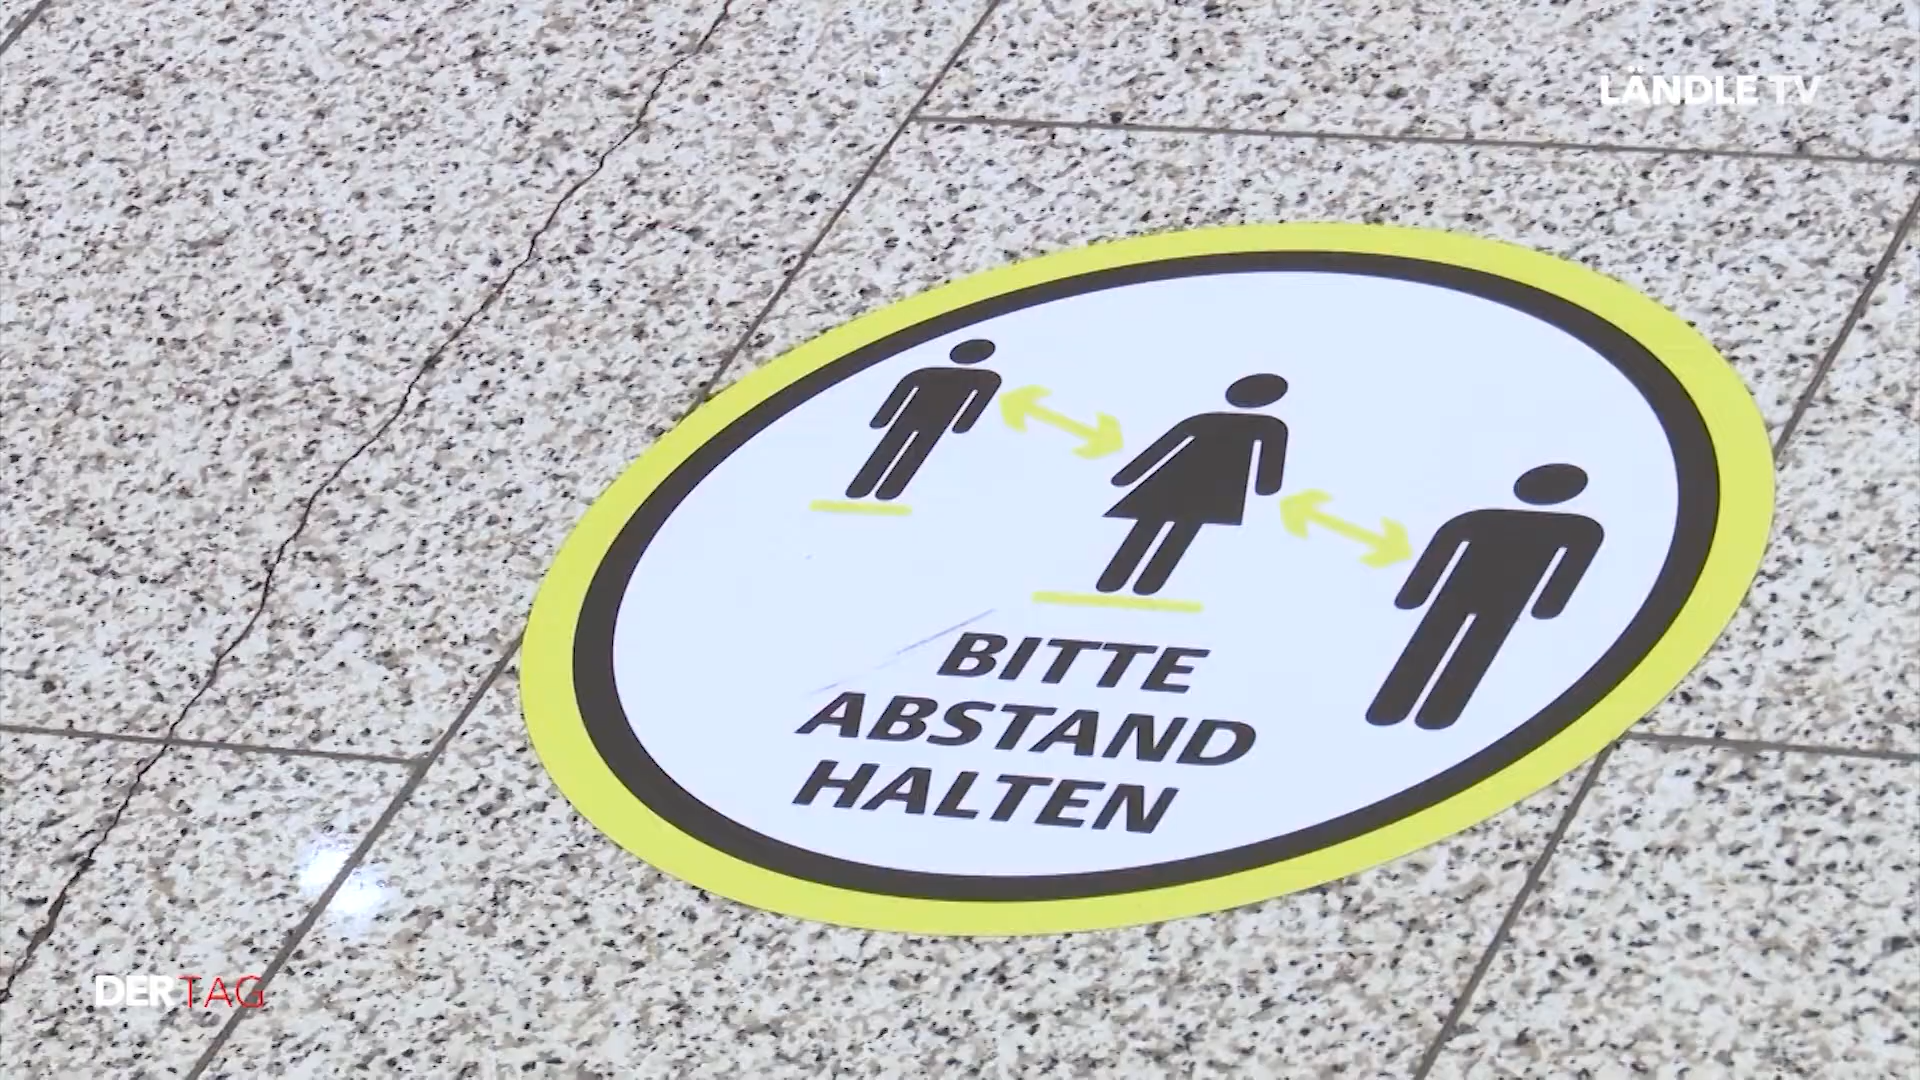 LÄNDLE TV
BITTE
ABSTAND
HALTEN
DER TAG